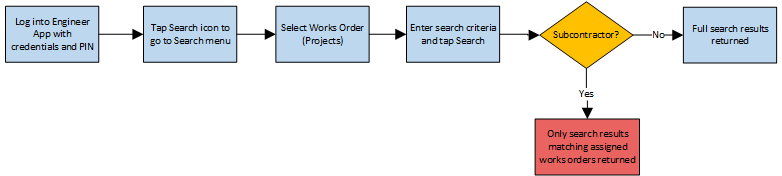 Log into Engineer
App with
credentials and PIN
Tap Search icon to
go to Search menu
Select Works Order
(Projects)
Enter search criteria
and tap Search
Subcontractor?
No
Full search results
returned
Yes
Only search results
matching assigned
works orders returned